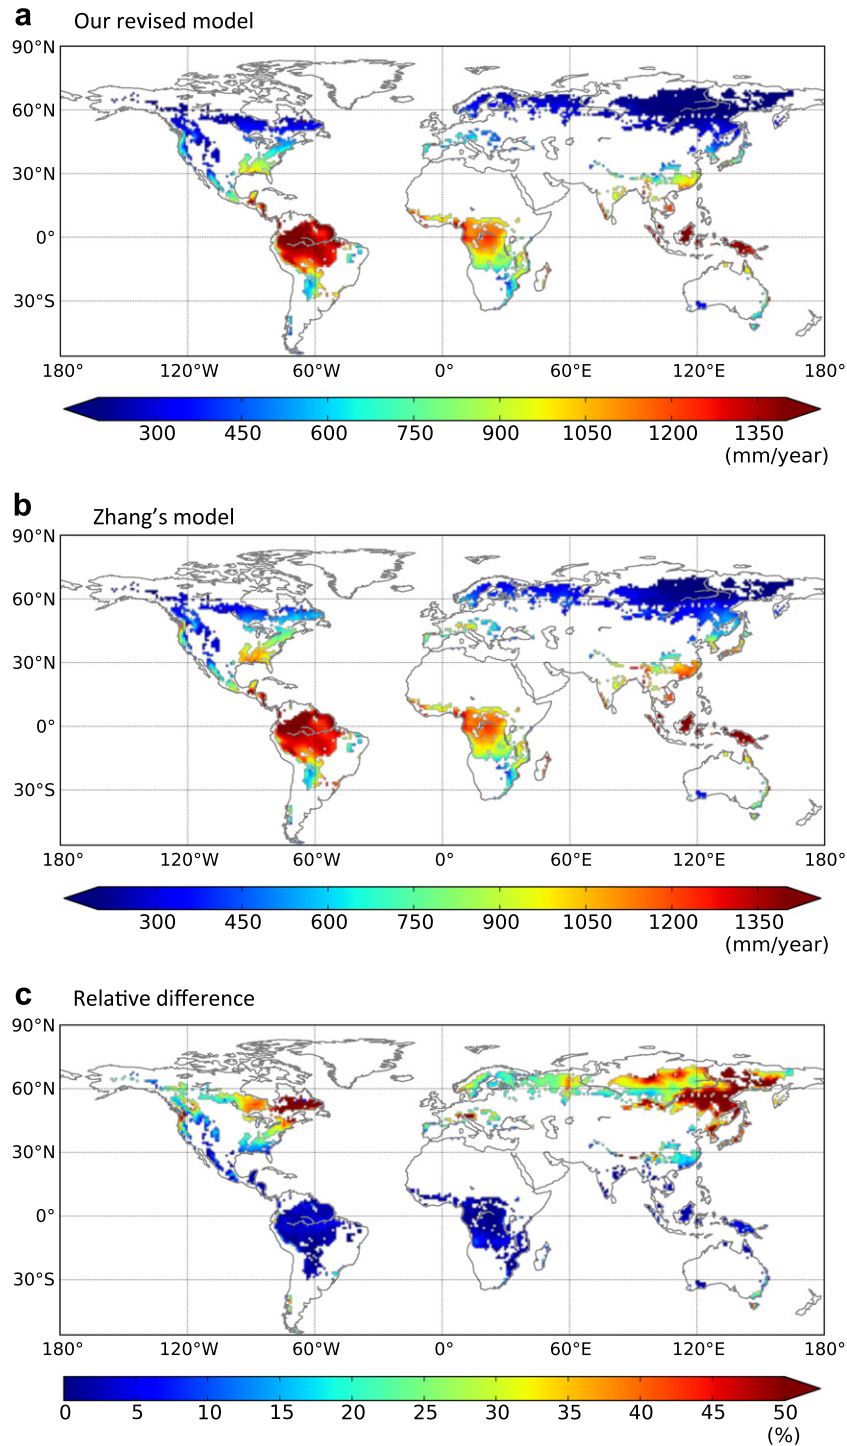 a Our revised model
90°N
60°N
30°N
0°
30°S
180° 120°W 60°W 0° 60°E 120°E 180°
300 450 600 750 900 1050 1200 1350
(mm/year)
b Zhang's model
90°N
60°N
30°N
0°
30°S
180° 120°W 60°W 0° 60°E 120°E 180°
300 450 600 750 900 1050 1200 1350
(mm/year)
c Relative difference
90°N
60°N
30°N
0°
30°S
180° 120°W 60°W 0° 60°E 120°E 180°
0 5 10 15 20 25 30 35 40 45 50
(%)